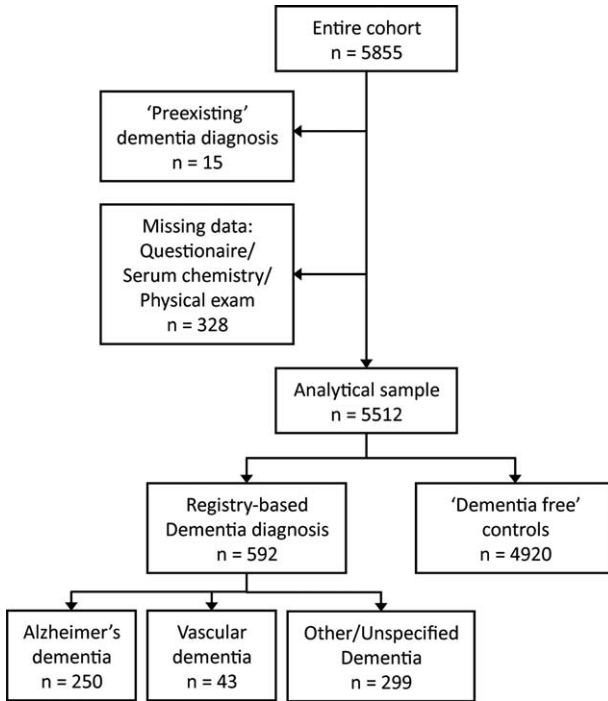 Entire cohort
n = 5855
‘Preexisting’
dementia diagnosis
n = 15
Missing data:
Questionaire/
Serum chemistry/
Physical exam
n = 328
Analytical sample
n = 5512
Registry-based
Dementia diagnosis
n = 592
‘Dementia free’
controls
n = 4920
Alzheimer’s
dementia
n = 250
Vascular
dementia
n = 43
Other/Unspecified
Dementia
n = 299